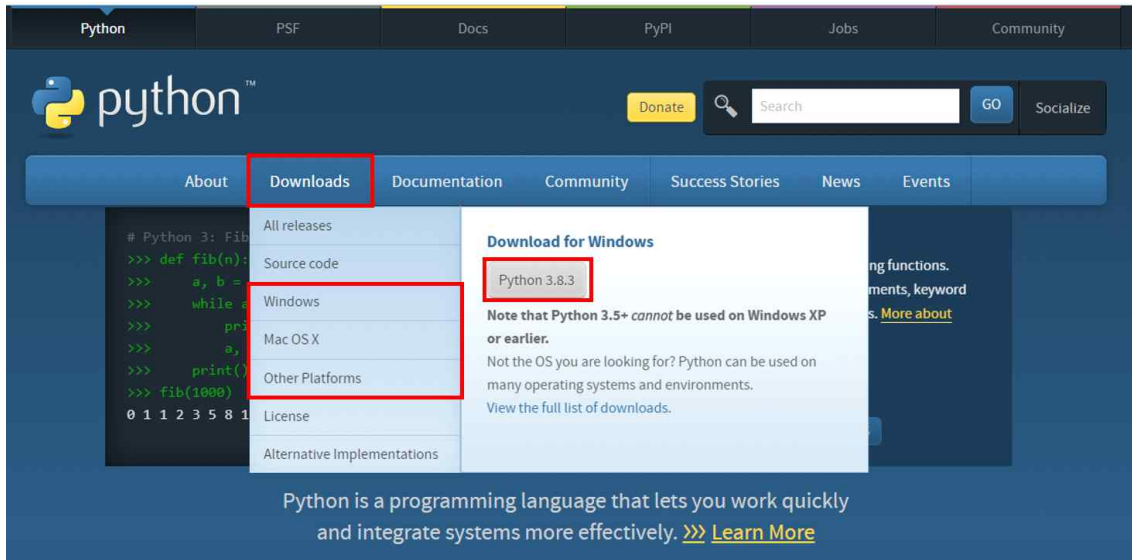 Python PSF Docs PyPI Jobs Community
python™
Donate Search GO Socialize
About Downloads Documentation Community Success Stories News Events
All releases
Source code
Windows
Mac OS X
Other Platforms
License
Alternative Implementations
Download for Windows
Python 3.8.3
Note that Python 3.5+ cannot be used on Windows XP
or earlier.
Not the OS you are looking for? Python can be used on
many operating systems and environments.
View the full list of downloads.
# Python 3: Fib
>>> def fib(n):
>>> a, b =
>>> while a
>>> pri
>>> a,
>>> print()
>>> fib(1000)
0 1 1 2 3 5 8 1
ng functions.
ments, keyword
s. More about
Python is a programming language that lets you work quickly
and integrate systems more effectively. >>> Learn More